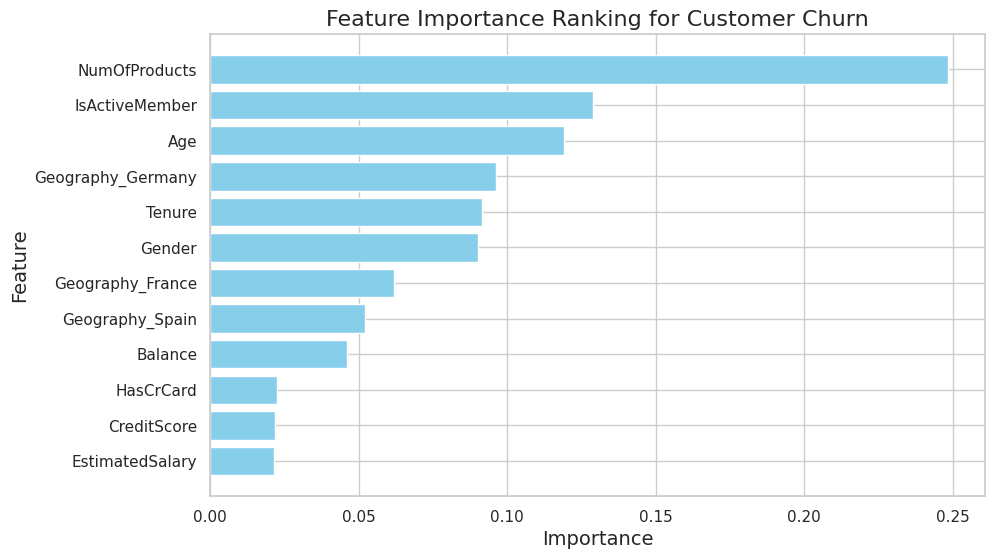 Feature Importance Ranking for Customer Churn
NumOfProducts
IsActiveMember
Age
Geography_Germany
Tenure
Gender
Geography_France
Geography_Spain
Balance
HasCrCard
CreditScore
EstimatedSalary
Feature
0.00 0.05 0.10 0.15 0.20 0.25
Importance